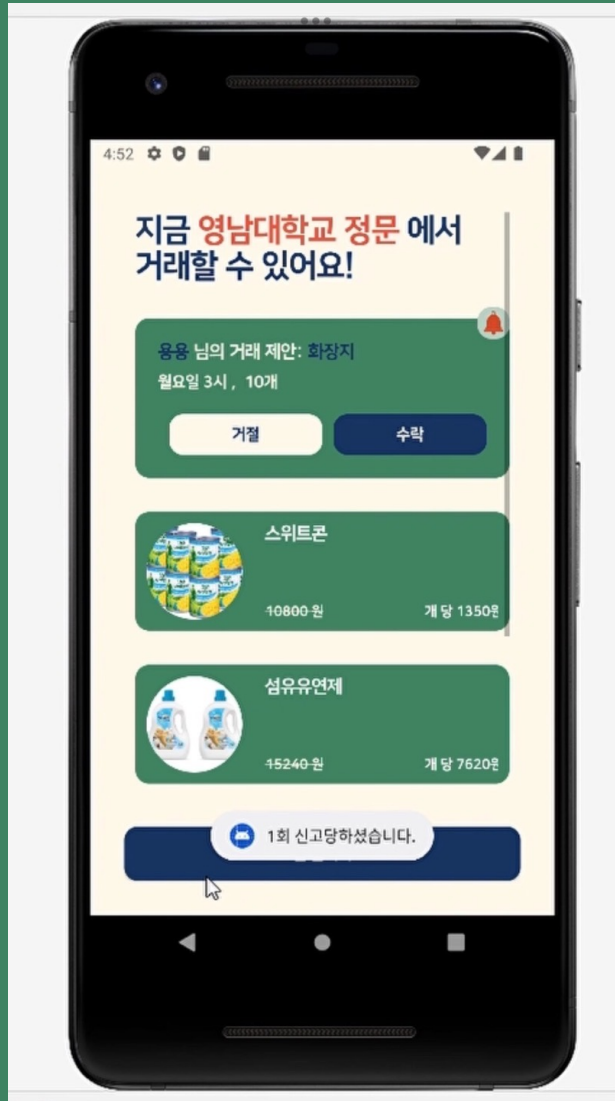 4:52
지금 영남대학교 정문 에서
거래할 수 있어요!
용용 님의 거래 제안: 화장지
월요일 3시 , 10개
거절
수락
스위트콘
10800 원
개 당 1350원
섬유유연제
15240 원
개 당 7620원
1회 신고당하셨습니다.